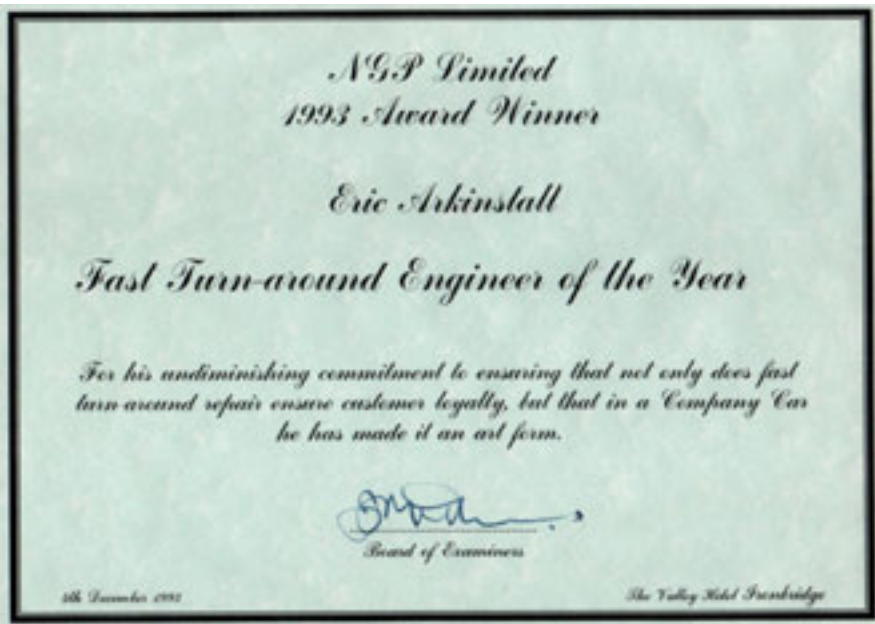 NGP Limited
1993 Award Winner
Eric Arkinstall
Fast Turn-around Engineer of the Year
For his undiminishing commitment to ensuring that not only does fast
turn-around repair ensure customer loyalty, but that in a Company Car
he has made it an art form.
Board of Examiners
December 1993
The Valley Hotel Ironbridge